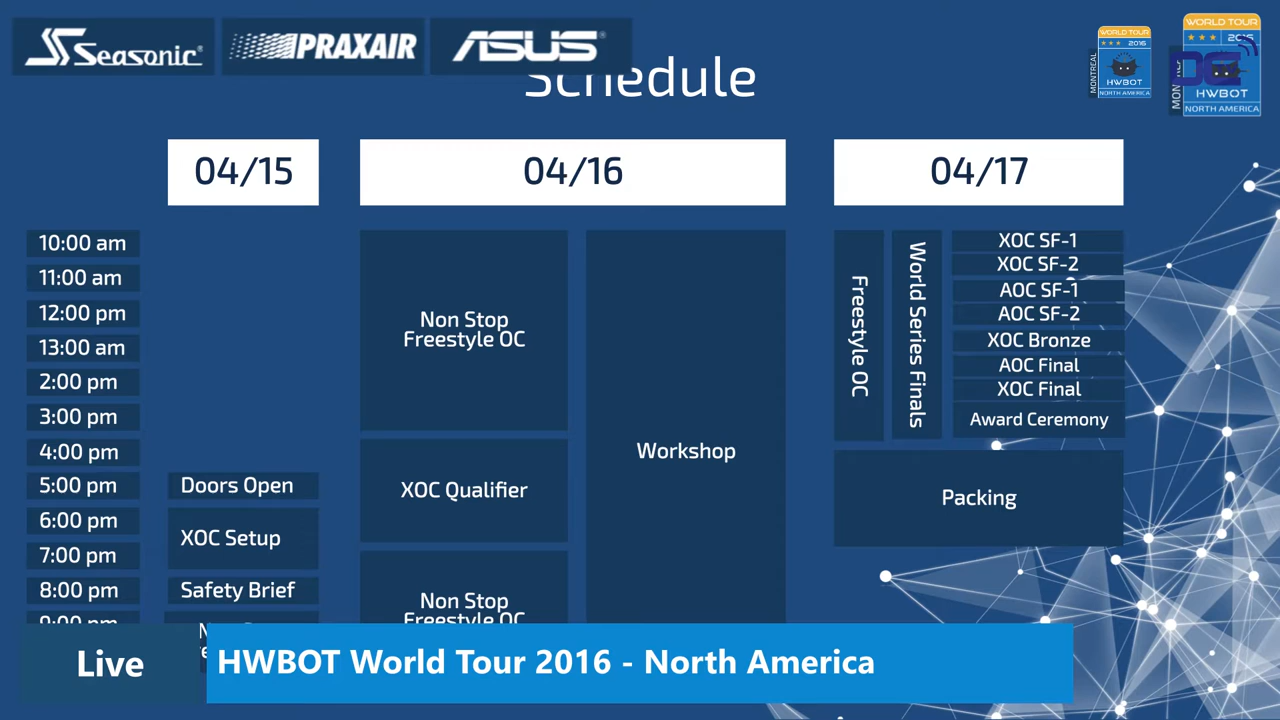 Seasonic
PRAXAIR
ASUS
Schedule
WORLD TOUR
2016
MONTREAL
HWBOT
NORTH AMERICA
WORLD TOUR
2016
HWBOT
NORTH AMERICA
04/15
04/16
04/17
10:00 am
11:00 am
12:00 pm
13:00 am
2:00 pm
3:00 pm
4:00 pm
5:00 pm
6:00 pm
7:00 pm
8:00 pm
9:00 pm
Doors Open
XOC Setup
Safety Brief
Non Stop
Freestyle OC
XOC Qualifier
Non Stop
Freestyle OC
Workshop
Freestyle OC
World Series Finals
XOC SF-1
XOC SF-2
AOC SF-1
AOC SF-2
XOC Bronze
AOC Final
XOC Final
Award Ceremony
Packing
Live
HWBOT World Tour 2016 - North America